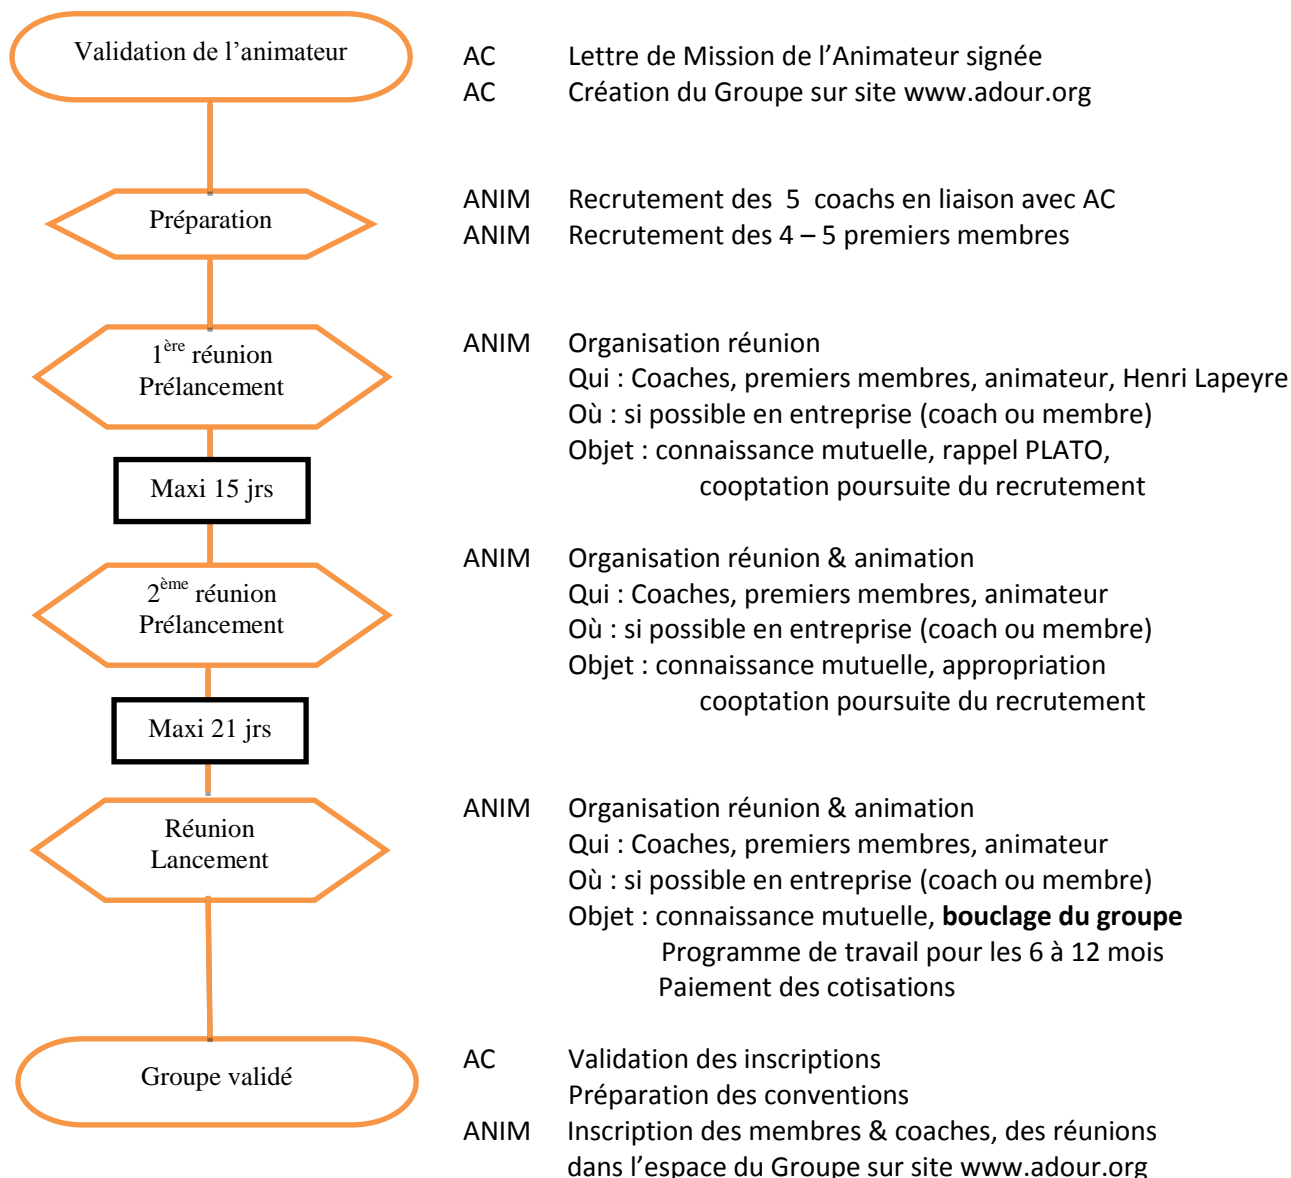 Validation de l’animateur
AC Lettre de Mission de l’Animateur signée
AC Création du Groupe sur site www.adour.org
Préparation
ANIM Recrutement des 5 coachs en liaison avec AC
ANIM Recrutement des 4 – 5 premiers membres
1ère réunion
Prélancement
ANIM Organisation réunion
Qui : Coaches, premiers membres, animateur, Henri Lapeyre
Où : si possible en entreprise (coach ou membre)
Objet : connaissance mutuelle, rappel PLATO,
cooptation poursuite du recrutement
Maxi 15 jrs
2ème réunion
Prélancement
ANIM Organisation réunion & animation
Qui : Coaches, premiers membres, animateur
Où : si possible en entreprise (coach ou membre)
Objet : connaissance mutuelle, appropriation
cooptation poursuite du recrutement
Maxi 21 jrs
Réunion
Lancement
ANIM Organisation réunion & animation
Qui : Coaches, premiers membres, animateur
Où : si possible en entreprise (coach ou membre)
Objet : connaissance mutuelle, bouclage du groupe
Programme de travail pour les 6 à 12 mois
Paiement des cotisations
Groupe validé
AC Validation des inscriptions
Préparation des conventions
ANIM Inscription des membres & coaches, des réunions
dans l’espace du Groupe sur site www.adour.org